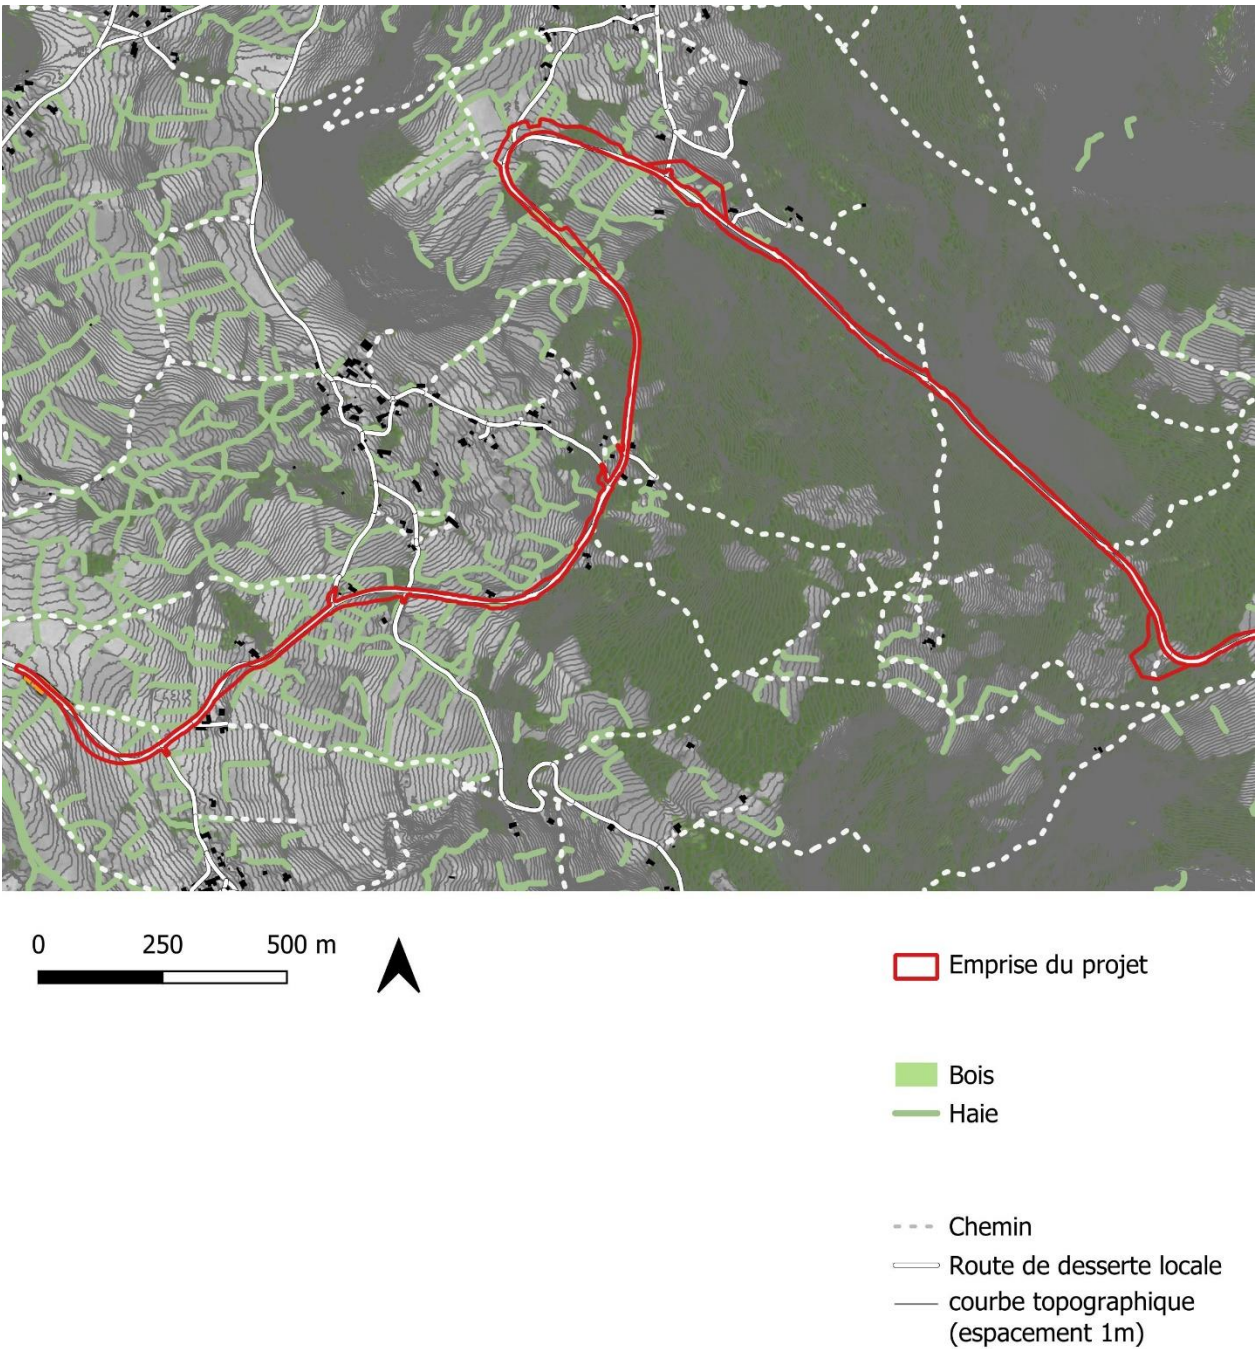 0 250 500 m
Emprise du projet
Bois
Haie
Chemin
Route de desserte locale
courbe topographique
(espacement 1m)